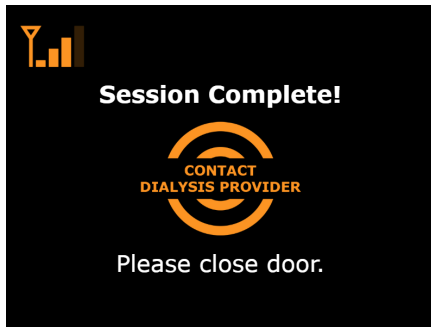 Session Complete!
CONTACT
DIALYSIS PROVIDER
Please close door.